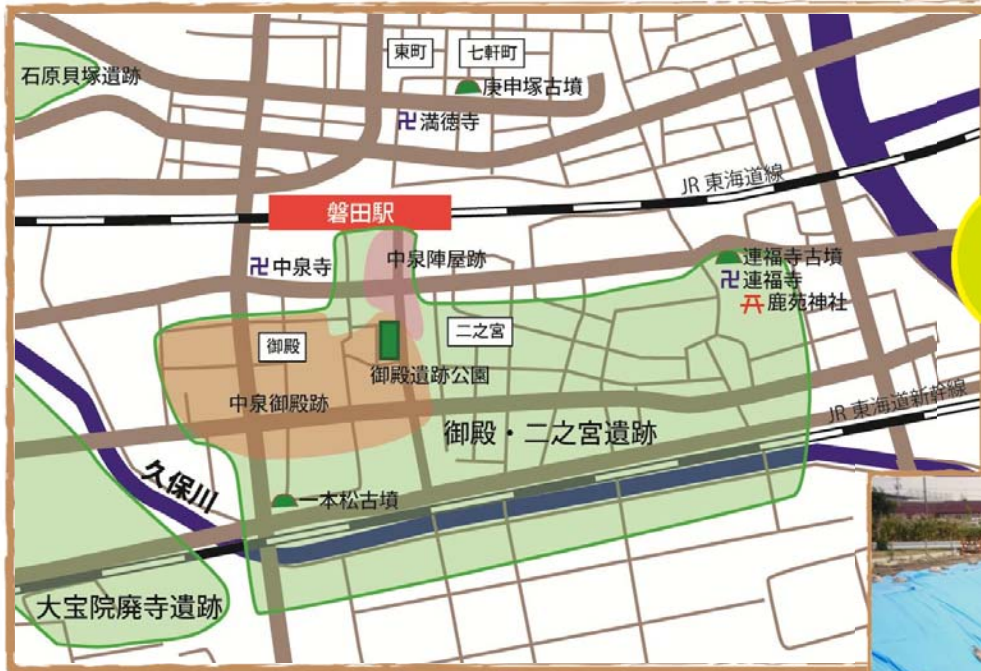 東町
七軒町
石原貝塚遺跡
庚申塚古墳
満徳寺
JR 東海道線
磐田駅
中泉寺
中泉陣屋跡
連福寺古墳
連福寺
鹿苑神社
御殿
二之宮
御殿遺跡公園
中泉御殿跡
JR 東海道新幹線
御殿・二之宮遺跡
久保川
一本松古墳
大宝院廃寺遺跡